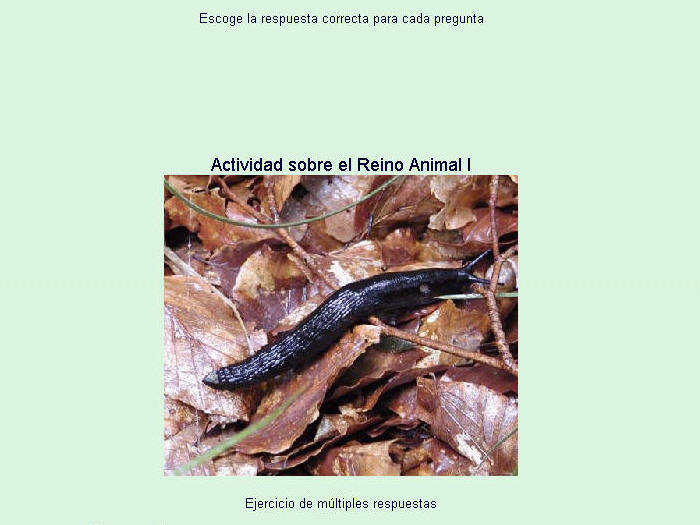 Escoge la respuesta correcta para cada pregunta
Actividad sobre el Reino Animal I
Ejercicio de múltiples respuestas